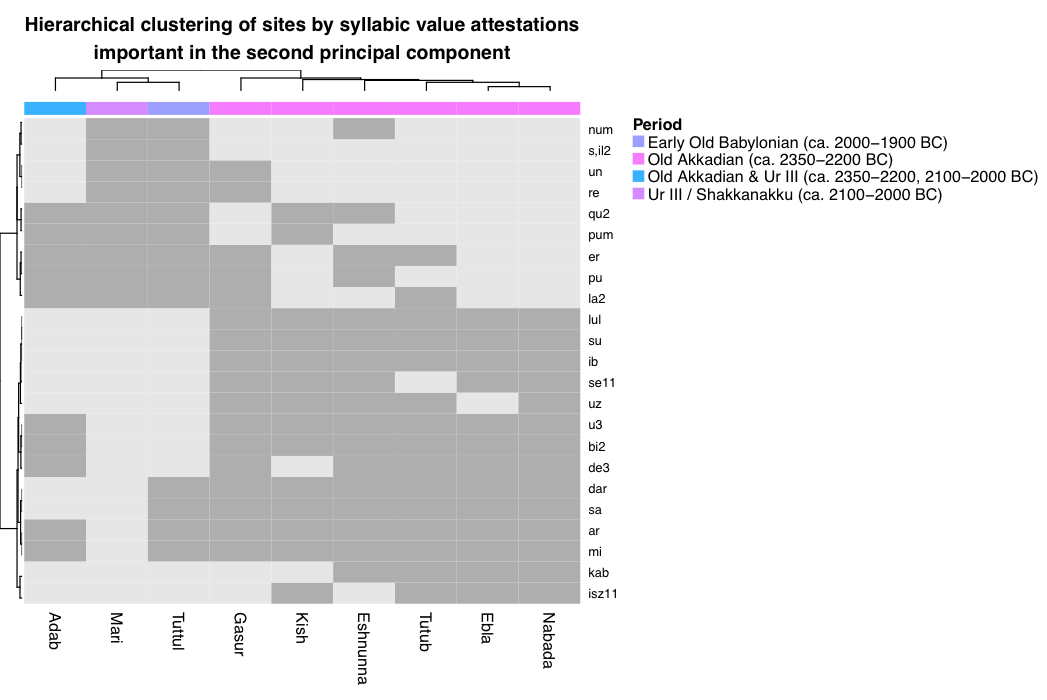 Hierarchical clustering of sites by syllabic value attestations
important in the second principal component
Period
Early Old Babylonian (ca. 2000–1900 BC)
Old Akkadian (ca. 2350–2200 BC)
Old Akkadian & Ur III (ca. 2350–2200, 2100–2000 BC)
Ur III / Shakkanakku (ca. 2100–2000 BC)
num
s,il2
un
re
qu2
pum
er
pu
la2
lul
su
ib
se11
uz
u3
bi2
de3
dar
sa
ar
mi
kab
isz11
Adab
Mari
Tuttul
Gasur
Kish
Eshnunna
Tutub
Ebla
Nabada